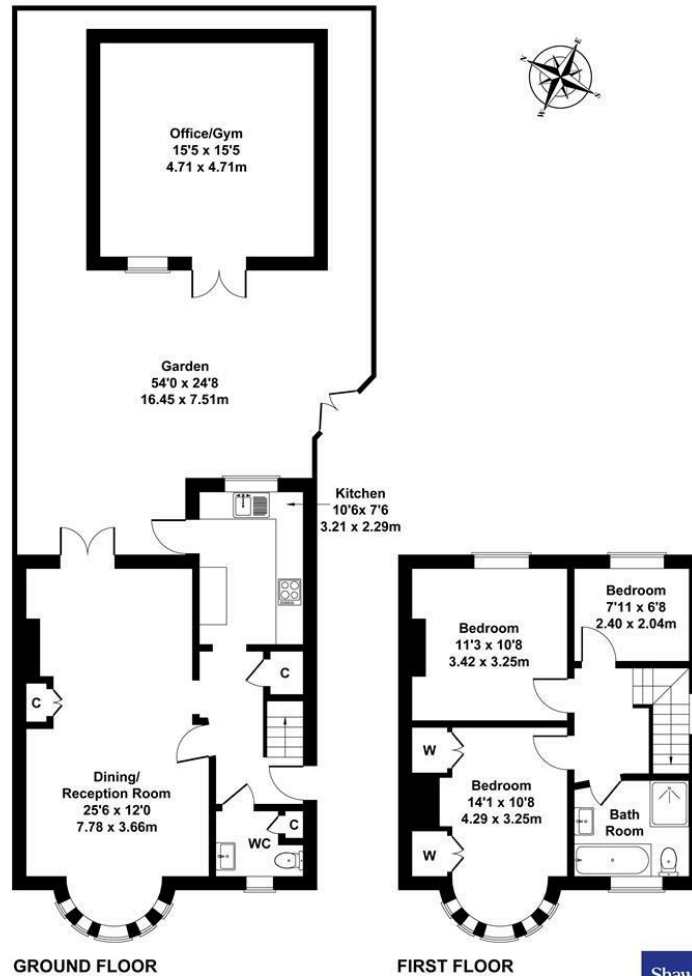 Office/Gym
15'5 x 15'5
4.71 x 4.71m
N
E
S
W
Garden
54'0 x 24'8
16.45 x 7.51m
Kitchen
10'6x 7'6
3.21 x 2.29m
C
C
Dining/
Reception Room
25'6 x 12'0
7.78 x 3.66m
WC
C
GROUND FLOOR
Bedroom
11'3 x 10'8
3.42 x 3.25m
Bedroom
7'11 x 6'8
2.40 x 2.04m
W
Bedroom
14'1 x 10'8
4.29 x 3.25m
W
Bath
Room
FIRST FLOOR